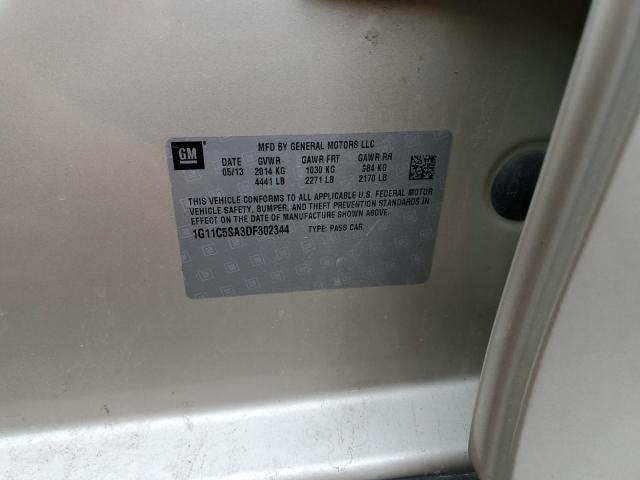 GM
MFD BY GENERAL MOTORS LLC
DATE GVWR GAWR FRT GAWR RR
05/13 2014 KG 1030 KG 984 KG
4441 LB 2271 LB 2170 LB
THIS VEHICLE CONFORMS TO ALL APPLICABLE U.S. FEDERAL MOTOR
VEHICLE SAFETY, BUMPER, AND THEFT PREVENTION STANDARDS IN
EFFECT ON THE DATE OF MANUFACTURE SHOWN ABOVE.
1G11C5SA3DF302344 TYPE: PASS CAR